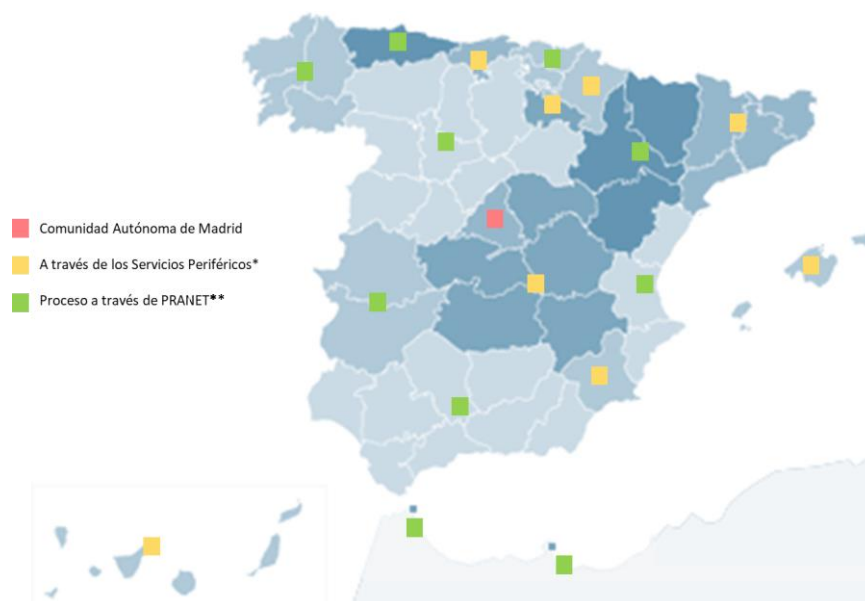 Comunidad Autónoma de Madrid
A través de los Servicios Periféricos*
Proceso a través de PRANET**